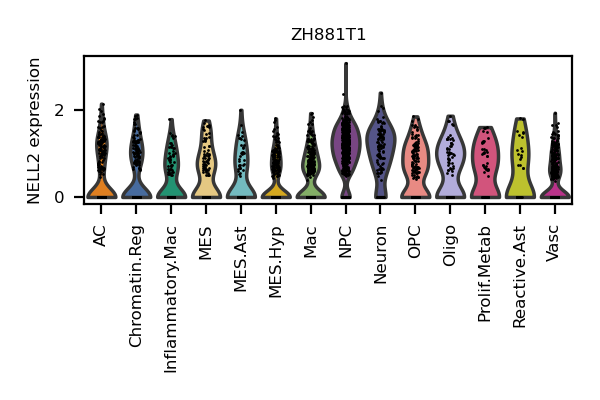 ZH881T1
NELL2 expression
2
0
AC
Chromatin.Reg
Inflammatory.Mac
MES
MES.Ast
MES.Hyp
Mac
NPC
Neuron
OPC
Oligo
Prolif.Metab
Reactive.Ast
Vasc